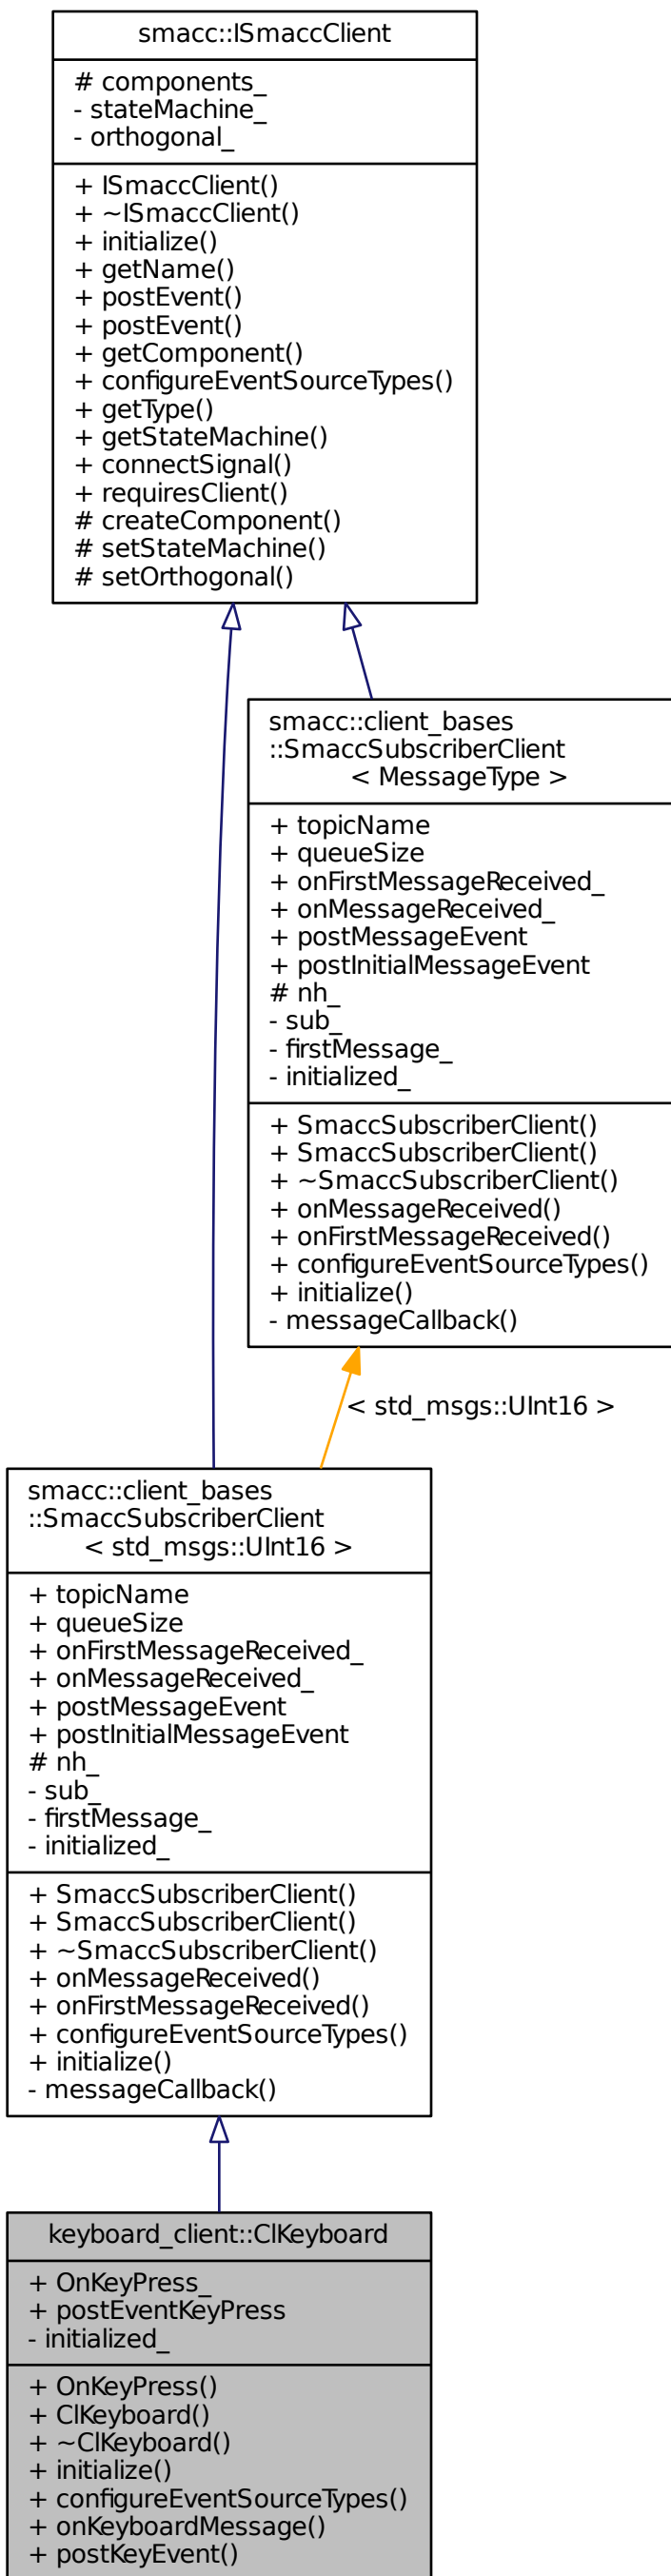 smacc::ISmaccClient
# components_
- stateMachine_
- orthogonal_
+ ISmaccClient()
+ ~ISmaccClient()
+ initialize()
+ getName()
+ postEvent()
+ postEvent()
+ getComponent()
+ configureEventSourceTypes()
+ getType()
+ getStateMachine()
+ connectSignal()
+ requiresClient()
# createComponent()
# setStateMachine()
# setOrthogonal()
smacc::client_bases
::SmaccSubscriberClient
< MessageType >
+ topicName
+ queueSize
+ onFirstMessageReceived_
+ onMessageReceived_
+ postMessageEvent
+ postInitialMessageEvent
# nh_
- sub_
- firstMessage_
- initialized_
+ SmaccSubscriberClient()
+ SmaccSubscriberClient()
+ ~SmaccSubscriberClient()
+ onMessageReceived()
+ onFirstMessageReceived()
+ configureEventSourceTypes()
+ initialize()
- messageCallback()
< std_msgs::UInt16 >
smacc::client_bases
::SmaccSubscriberClient
< std_msgs::UInt16 >
+ topicName
+ queueSize
+ onFirstMessageReceived_
+ onMessageReceived_
+ postMessageEvent
+ postInitialMessageEvent
# nh_
- sub_
- firstMessage_
- initialized_
+ SmaccSubscriberClient()
+ SmaccSubscriberClient()
+ ~SmaccSubscriberClient()
+ onMessageReceived()
+ onFirstMessageReceived()
+ configureEventSourceTypes()
+ initialize()
- messageCallback()
keyboard_client::ClKeyboard
+ OnKeyPress_
+ postEventKeyPress
- initialized_
+ OnKeyPress()
+ ClKeyboard()
+ ~ClKeyboard()
+ initialize()
+ configureEventSourceTypes()
+ onKeyboardMessage()
+ postKeyEvent()